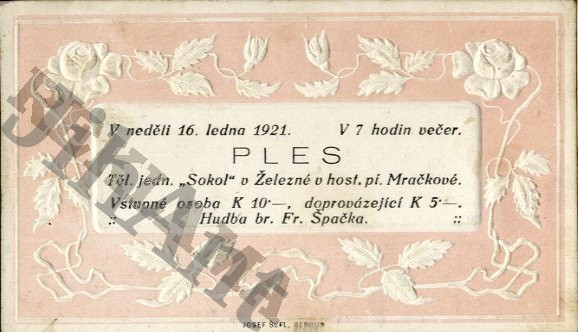 V neděli 16. ledna 1921. V 7 hodin večer.
PLES
Těl. jedn. „Sokol" v Železné v host. pí. Mračkové.
Vstupné osoba K 10·—, doprovázející K 5·—.
:: Hudba br. Fr. Špačka. ::
JOSEF ŠEFL, BEROUN